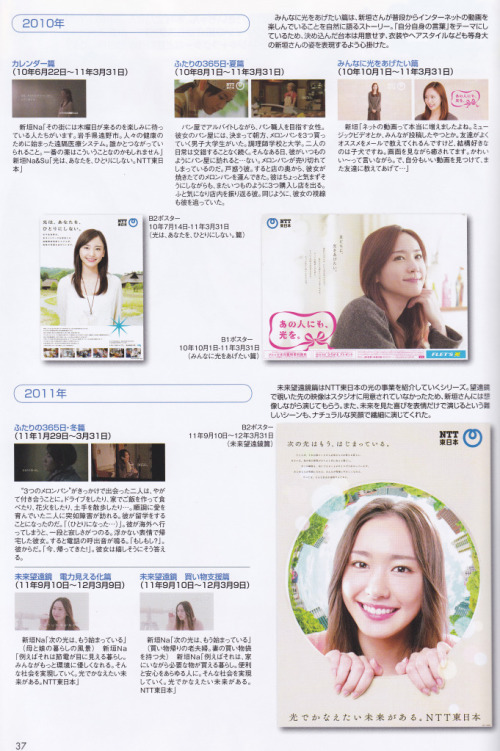 2010年
みんなに光をあげたい篇は、新垣さんが普段からインターネットの動画を
楽しんでいることを自然に語るストーリー。「自分自身の言葉」をテーマにし
ているため、決め込んだ台本は用意せず、衣装やヘアスタイルなども等身大
の新垣さんの姿を表現するよう心掛けた。
カレンダー篇
(10年6月22日〜11年3月31日)
新垣Na「その街には木曜日が来るのを楽しみに待っ
ている人たちがいます。岩手県遠野市。人々の健康の
ために始まった遠隔医療システム。誰かとつながってい
られること。一番の薬はこういうことなのかもしれません」
新垣Na&Su「光は、あなたを、ひとりにしない。NTT東日
本」
ふたりの365日・夏篇
(10年8月1日〜11年3月31日)
パン屋でアルバイトしながら、パン職人を目指す女性。
彼女のパン屋には、決まって朝方、メロンパンを3つ買っ
ていく男子大学生がいた。調理師学校と大学。二人の
日常は交錯することなく続く。そんなある日、彼がいつもの
ようにパン屋に訪れると…ない。メロンパンが売り切れて
しまっているのだ。戸惑う彼。すると店の奥から、彼女が
焼きたてのメロンパンを運んできた。彼はちょっと気まずそ
うにしながらも、またいつものように3つ購入し店を出る。
ふと気になり店内を振り返る彼。同じように、彼女の視線
も彼を追っていた。
みんなに光をあげたい篇
(10年10月1日〜11年3月31日)
新垣「ネットの動画って本当に増えましたよね。ミュー
ジックビデオとか、みんなが投稿したやつとか。友達がよく
オススメをメールで教えてくれるんですけど、結構好きな
のは子犬ですね。画面を見ながら癒されてます。かわい
い〜って言いながら。で、自分もいい動画を見つけて、ま
た友達に教えてあげて…」
B2ポスター
10年7月14日-11年3月31日
(光は、あなたを、ひとりにしない。篇)
光は、あなたを、
ひとりにしない。
NTT
東日本
B1ポスター
10年10月1日-11年3月31日
(みんなに光をあげたい篇)
NTT
東日本
あの人にも、
光を。
FLET'S 光
2011年
未来望遠鏡篇はNTT東日本の光の事業を紹介していくシリーズ。望遠鏡
で覗いた先の映像はスタジオに用意されていなかったため、新垣さんには想
像しながら演じてもらう。また、未来を見た喜びを表情だけで演じるという難
しいシーンも、ナチュラルな笑顔で繊細に演じてくれた。
ふたりの365日・冬篇
(11年1月29日〜3月31日)
"3つのメロンパン"がきっかけで出会った二人は、やが
て付き合うことに。ドライブをしたり、家でご飯を作って食
べたり、花火をしたり、土手を散歩したり…。順調に愛を
育んでいた二人に突如障害が訪れる。彼が留学をする
ことになったのだ。「(ひとりになった…)」。彼が海外へ行
ってしまうと、一段と寂しさがつのる。浮かない表情で帰
宅した彼女。すると電話の呼出音が鳴る。「もしもし?」。
彼からだ。「今、帰ってきた!」。彼女は嬉しそうにそう答え
る。
B2ポスター
11年9月10日〜12年3月31日
(未来望遠鏡篇)
未来望遠鏡 電力見える化篇
(11年9月10日〜12月3月9日)
新垣Na「次の光は、もう始まっている」
(母と娘の暮らしの風景) 新垣Na
「例えばそれは節電が目に見える暮らし。
みんながもっと環境に優しくなれる。そん
な社会を実現していく。光でかなえたい未
来がある。NTT東日本」
未来望遠鏡 買い物支援篇
(11年9月10日〜12月3月9日)
新垣Na「次の光は、もう始まっている」
(買い物帰りの老夫婦。妻の買い物袋
を持つ夫) 新垣Na「例えばそれは、家
にいながら必要な物が買える暮らし。便利
と安心をあらゆる人に。そんな社会を実現
していく。光でかなえたい未来がある。
NTT東日本」
次の光はもう、はじまっている。
NTT
東日本
光でかなえたい未来がある。NTT東日本
37